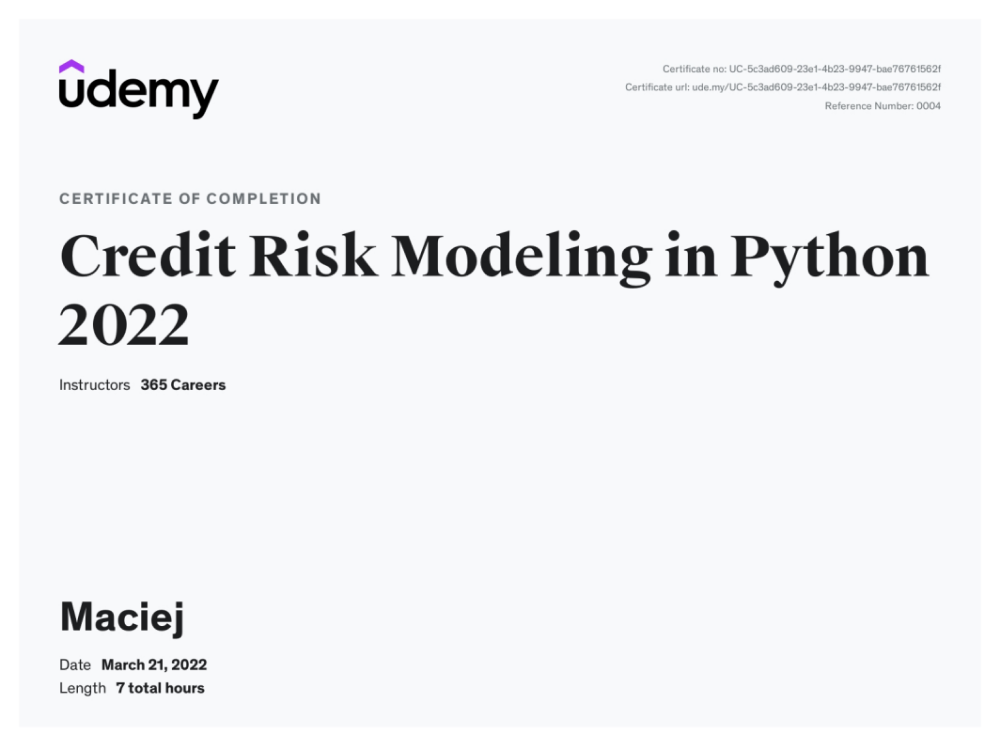 udemy
Certificate no: UC-5c3ad609-23e1-4b23-9947-bae76761562f
Certificate url: ude.my/UC-5c3ad609-23e1-4b23-9947-bae76761562f
Reference Number: 0004
CERTIFICATE OF COMPLETION
Credit Risk Modeling in Python
2022
Instructors 365 Careers
Maciej
Date March 21, 2022
Length 7 total hours